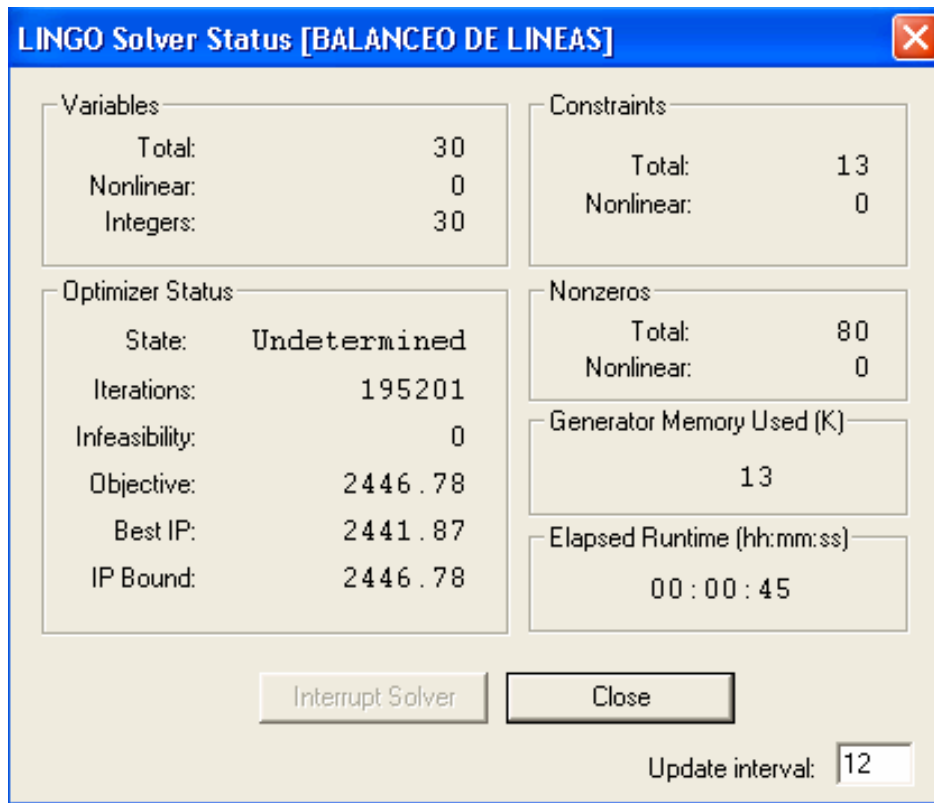 LINGO Solver Status [BALANCEO DE LINEAS]
Variables
Total: 30
Nonlinear: 0
Integers: 30
Constraints
Total: 13
Nonlinear: 0
Optimizer Status
State: Undetermined
Iterations: 195201
Infeasibility: 0
Objective: 2446.78
Best IP: 2441.87
IP Bound: 2446.78
Nonzeros
Total: 80
Nonlinear: 0
Generator Memory Used (K)
13
Elapsed Runtime (hh:mm:ss)
00:00:45
Interrupt Solver
Close
Update interval: 12